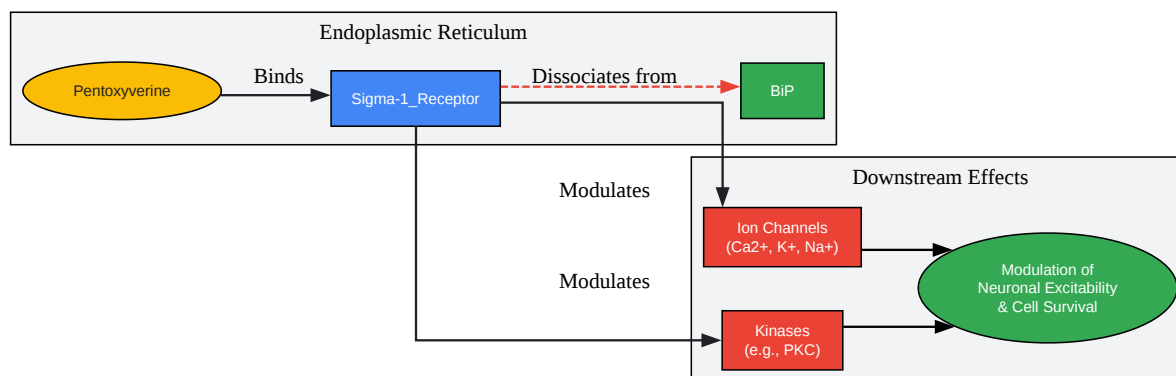 Endoplasmic Reticulum
Pentoxyverine
Binds
Sigma-1_Receptor
Dissociates from
BiP
Modulates
Downstream Effects
Ion Channels
(Ca2+, K+, Na+)
Modulates
Modulation of
Neuronal Excitability
& Cell Survival
Kinases
(e.g., PKC)